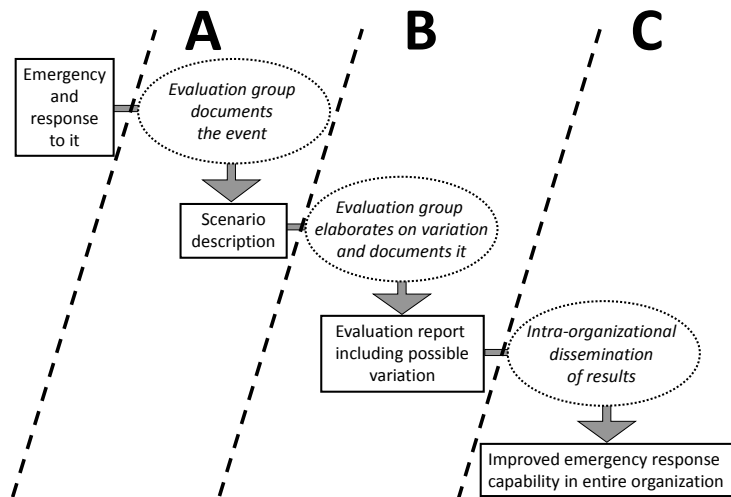 A
B
C
Emergency
and
response
to it
Evaluation group
documents
the event
Scenario
description
Evaluation group
elaborates on variation
and documents it
Evaluation report
including possible
variation
Intra-organizational
dissemination
of results
Improved emergency response
capability in entire organization